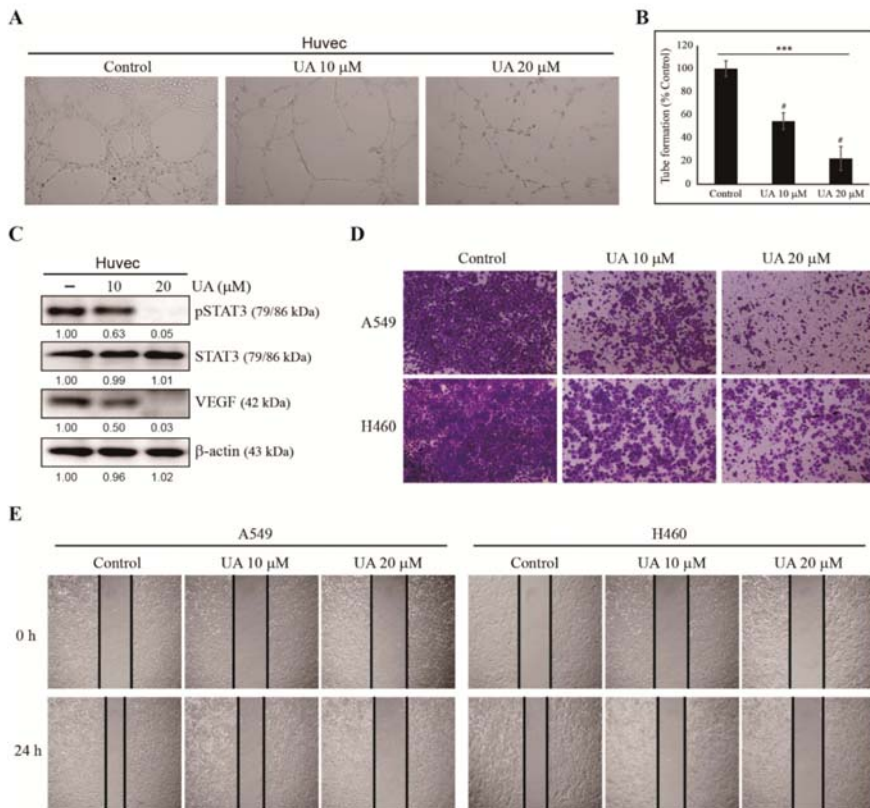 A
Huvec
Control UA 10 μM UA 20 μM
B
Tube formation (% Control)
120
100
80
60
40
20
0
***
#
#
Control UA 10 μM UA 20 μM
C
Huvec
– 10 20 UA (μM)
pSTAT3 (79/86 kDa)
1.00 0.63 0.05
STAT3 (79/86 kDa)
1.00 0.99 1.01
VEGF (42 kDa)
1.00 0.50 0.03
β-actin (43 kDa)
1.00 0.96 1.02
D
Control UA 10 μM UA 20 μM
A549
H460
E
A549 H460
Control UA 10 μM UA 20 μM Control UA 10 μM UA 20 μM
0 h
24 h